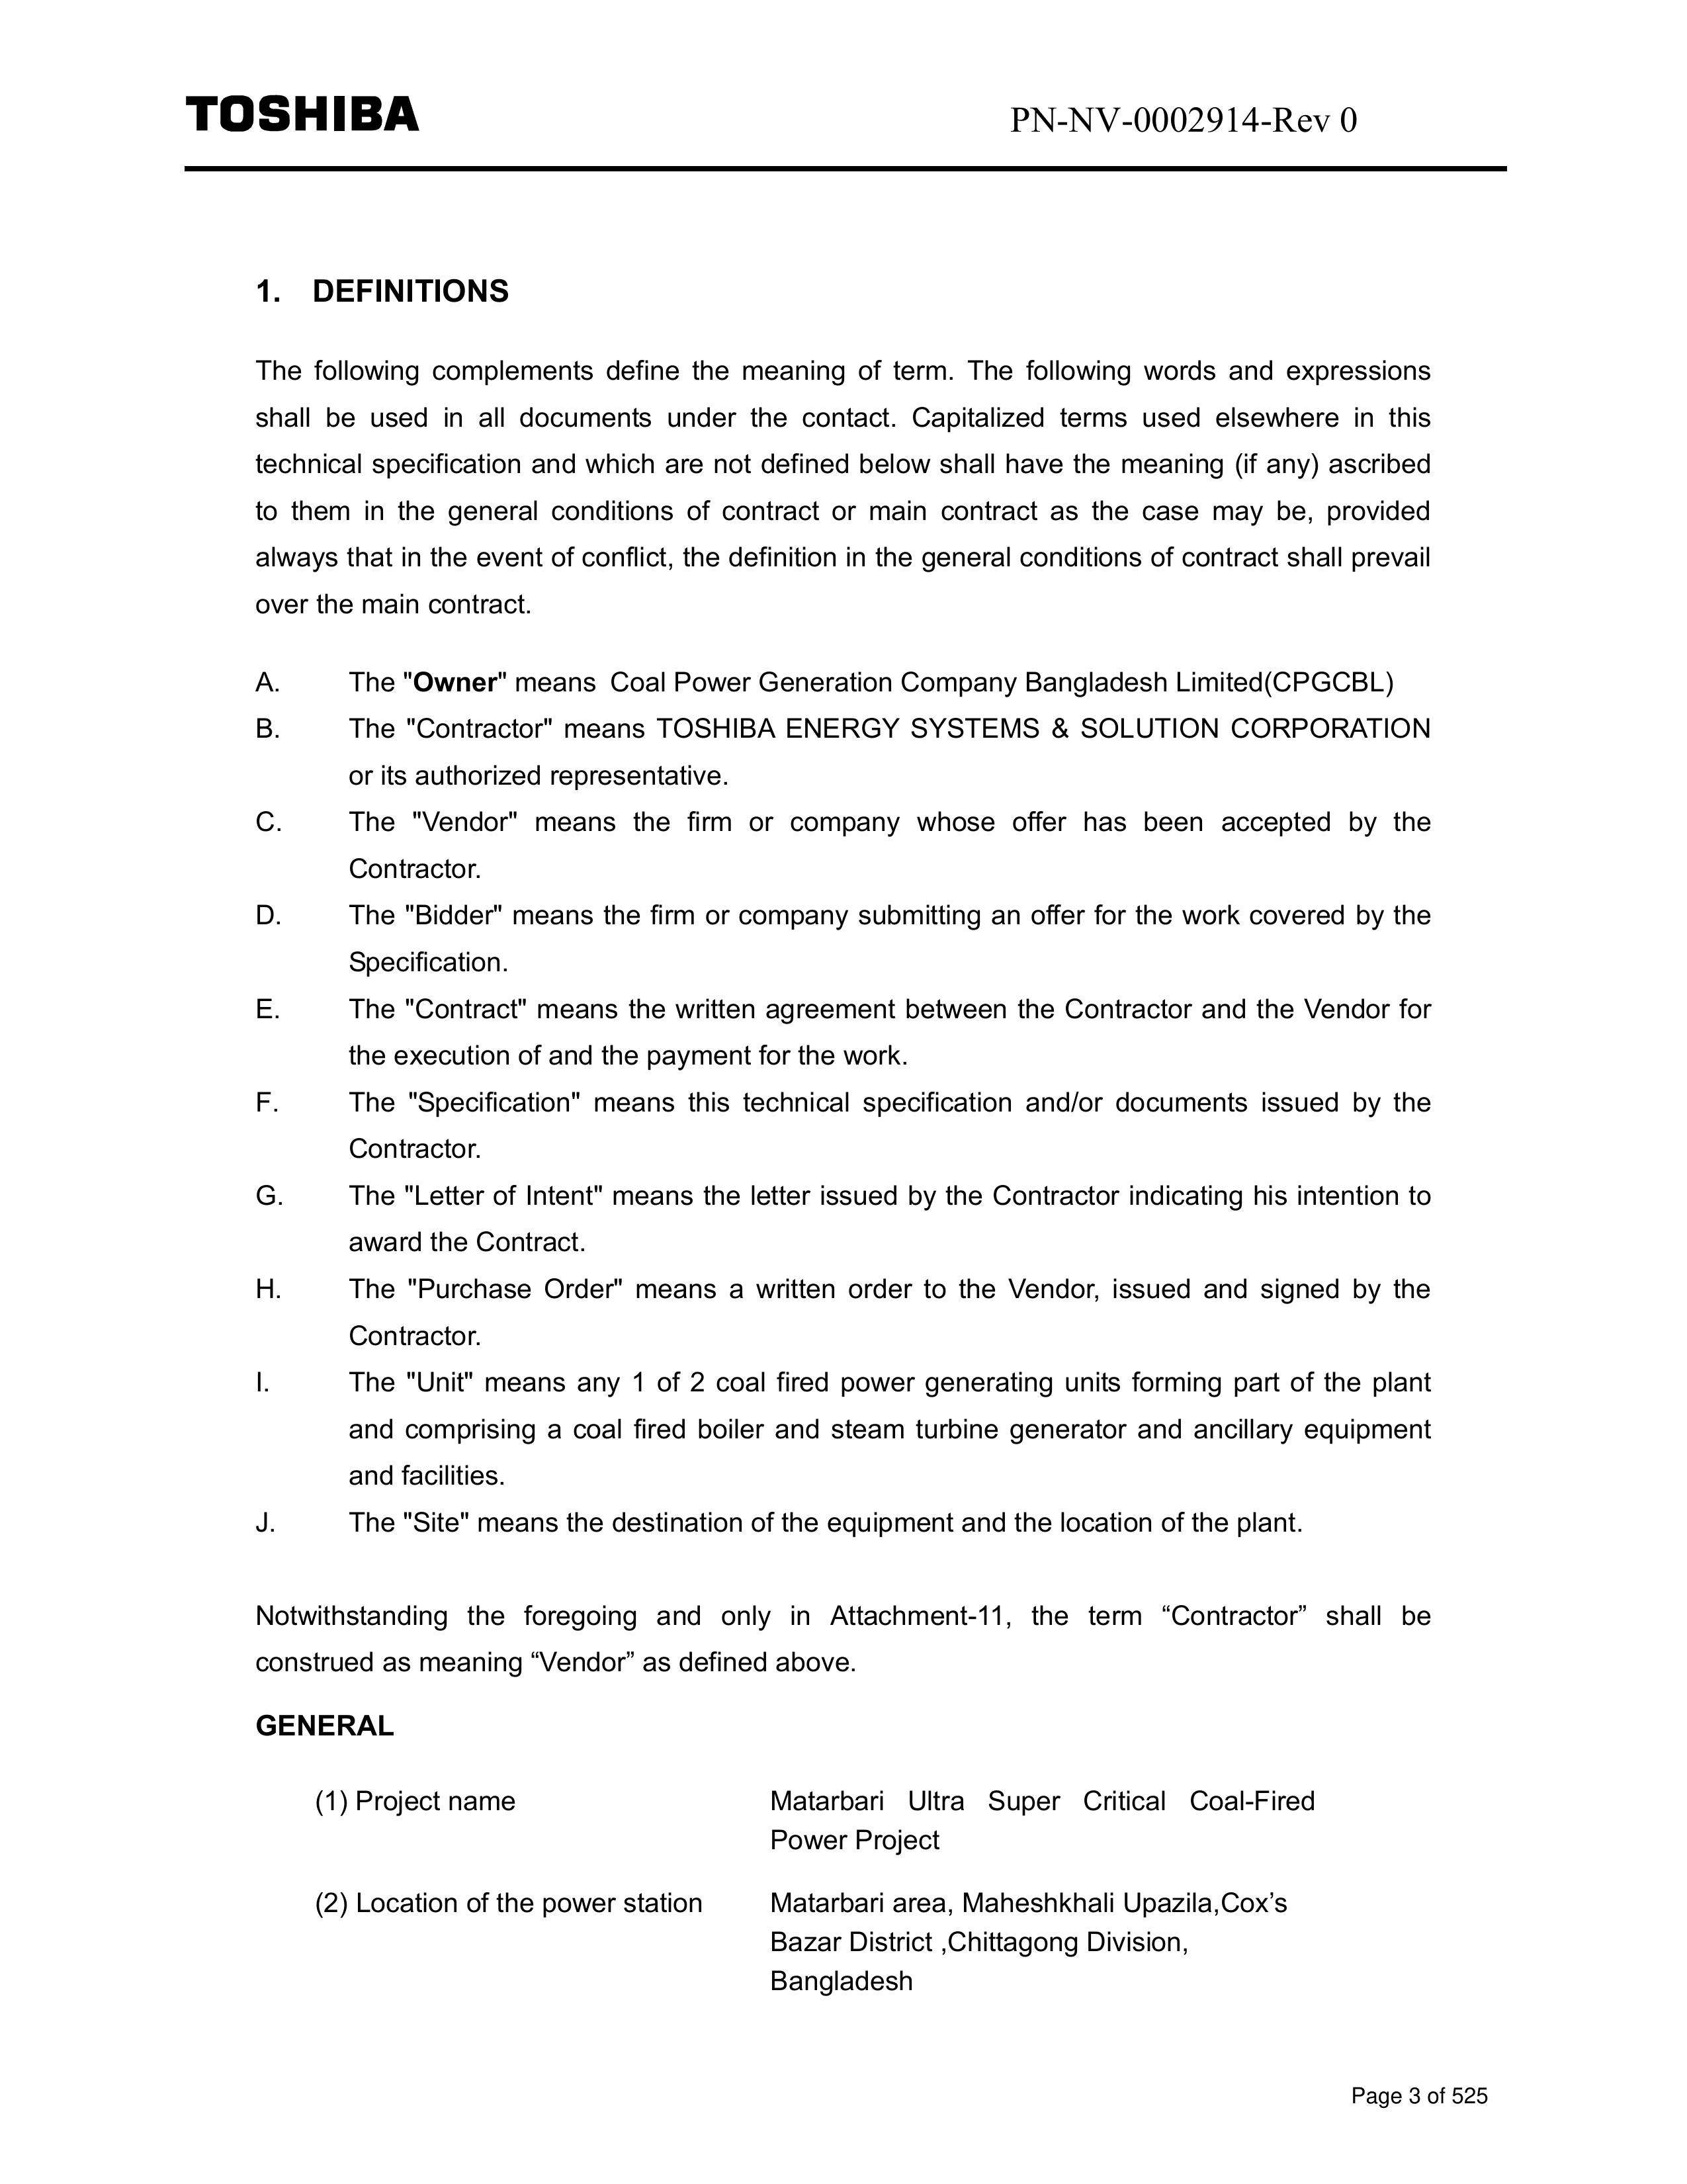 TOSHIBA
PN-NV-0002914-Rev 0
1. DEFINITIONS
The following complements define the meaning of term. The following words and expressions
shall be used in all documents under the contact. Capitalized terms used elsewhere in this
technical specification and which are not defined below shall have the meaning (if any) ascribed
to them in the general conditions of contract or main contract as the case may be, provided
always that in the event of conflict, the definition in the general conditions of contract shall prevail
over the main contract.
A. The "Owner" means Coal Power Generation Company Bangladesh Limited(CPGCBL)
B. The "Contractor" means TOSHIBA ENERGY SYSTEMS & SOLUTION CORPORATION
or its authorized representative.
C. The "Vendor" means the firm or company whose offer has been accepted by the
Contractor.
D. The "Bidder" means the firm or company submitting an offer for the work covered by the
Specification.
E. The "Contract" means the written agreement between the Contractor and the Vendor for
the execution of and the payment for the work.
F. The "Specification" means this technical specification and/or documents issued by the
Contractor.
G. The "Letter of Intent" means the letter issued by the Contractor indicating his intention to
award the Contract.
H. The "Purchase Order" means a written order to the Vendor, issued and signed by the
Contractor.
I. The "Unit" means any 1 of 2 coal fired power generating units forming part of the plant
and comprising a coal fired boiler and steam turbine generator and ancillary equipment
and facilities.
J. The "Site" means the destination of the equipment and the location of the plant.
Notwithstanding the foregoing and only in Attachment-11, the term “Contractor” shall be
construed as meaning “Vendor” as defined above.
GENERAL
(1) Project name Matarbari Ultra Super Critical Coal-Fired
Power Project
(2) Location of the power station Matarbari area, Maheshkhali Upazila,Cox’s
Bazar District ,Chittagong Division,
Bangladesh
Page 3 of 525